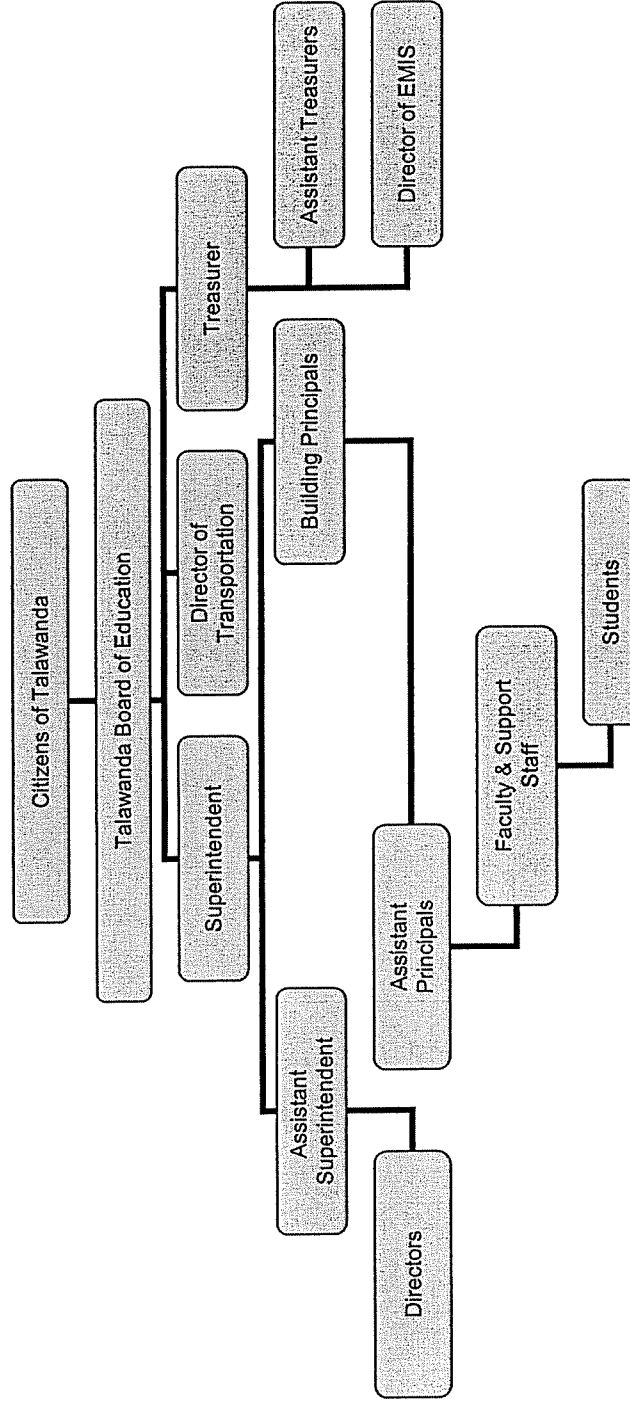 Citizens of Talawanda
Talawanda Board of Education
Superintendent
Director of
Transportation
Treasurer
Assistant
Superintendent
Building Principals
Assistant Treasurers
Directors
Assistant
Principals
Director of EMIS
Faculty & Support
Staff
Students